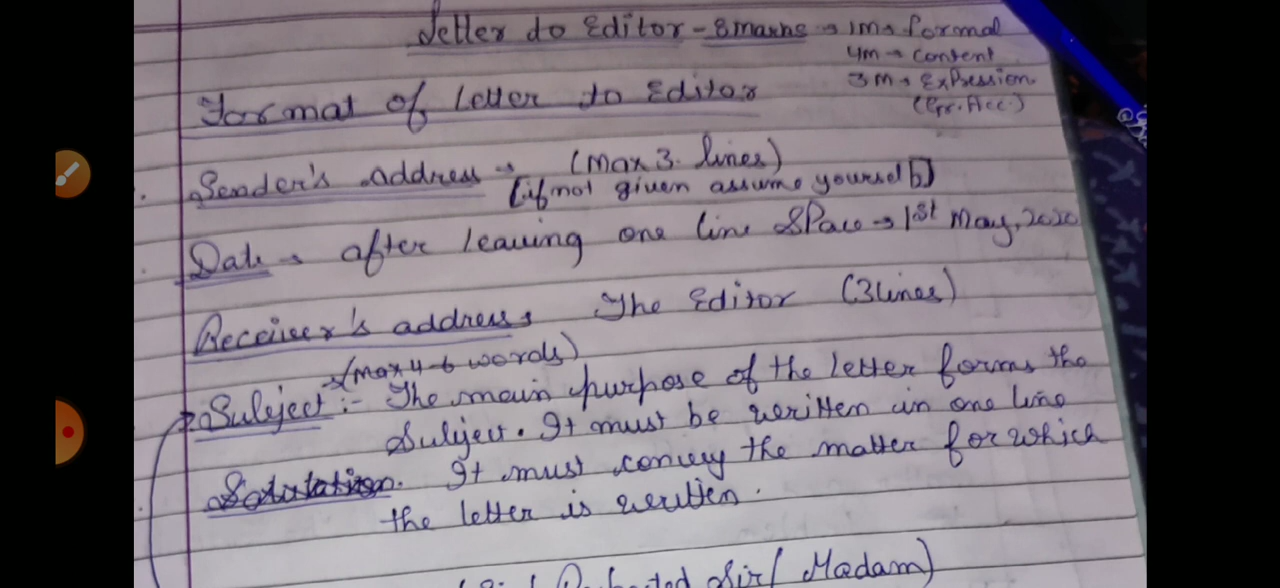 Letter to Editor - 8 marks → 1M → Format
4M → Content
3M → Expression
Format of Letter to Editor
Sender's address → (Max 3 lines)
[if not given assume yourself]
Date → after leaving one line space → 1st May, 2020
Receiver's address → The Editor (3 lines)
(max 4-6 words)
Subject :- The main purpose of the letter forms the
subject. It must be written in one line
Salutation. It must convey the matter for which
the letter is written.
Respected Sir / Madam)